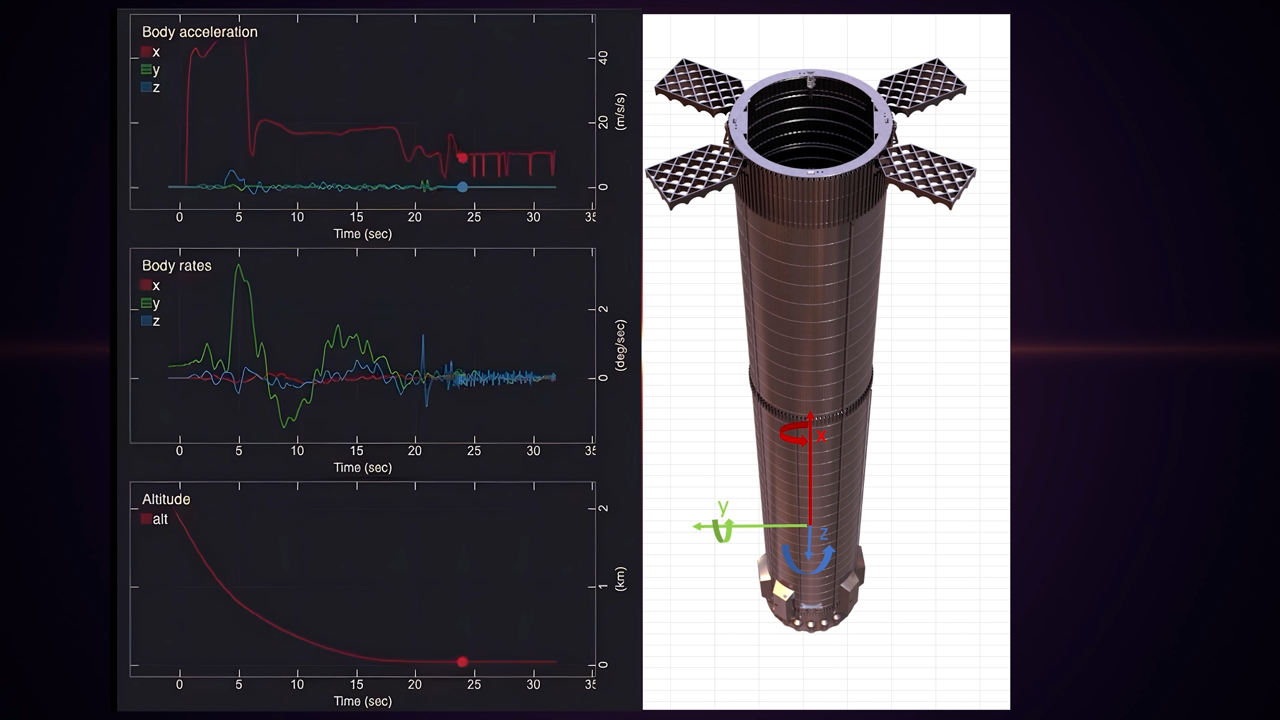 Body acceleration
x
y
z
40
20
0
(m/s/s)
0 5 10 15 20 25 30 35
Time (sec)
Body rates
x
y
z
2
0
(deg/sec)
0 5 10 15 20 25 30 35
Time (sec)
Altitude
alt
2
1
0
(km)
0 5 10 15 20 25 30 35
Time (sec)
x
y
z